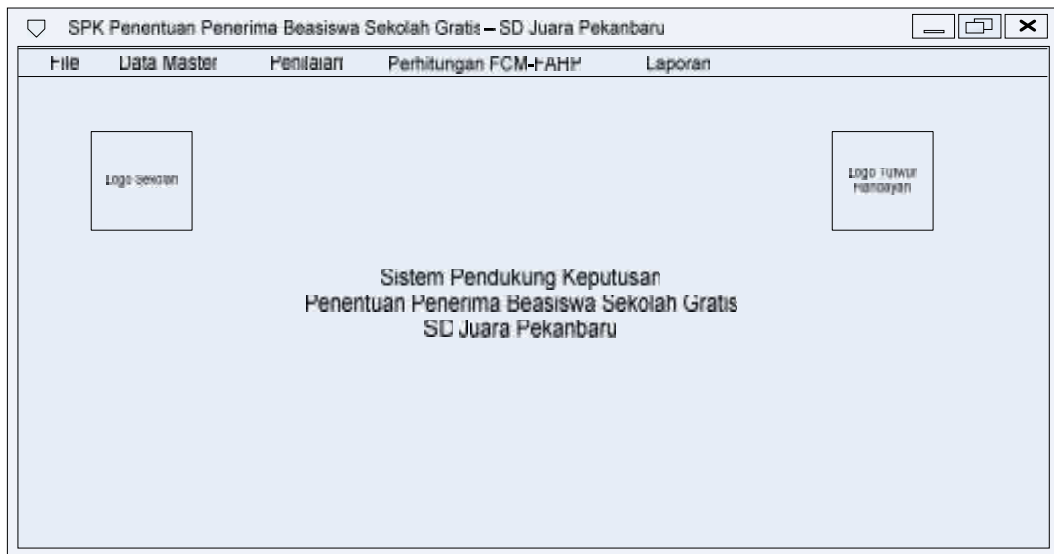 SPK Penentuan Penerima Beasiswa Sekolah Gratis – SD Juara Pekanbaru
File Data Master Penilaian Perhitungan FCM-FAHP Laporan
Logo Sekolah
Logo Tutwuri
Handayani
Sistem Pendukung Keputusan
Penentuan Penerima Beasiswa Sekolah Gratis
SD Juara Pekanbaru